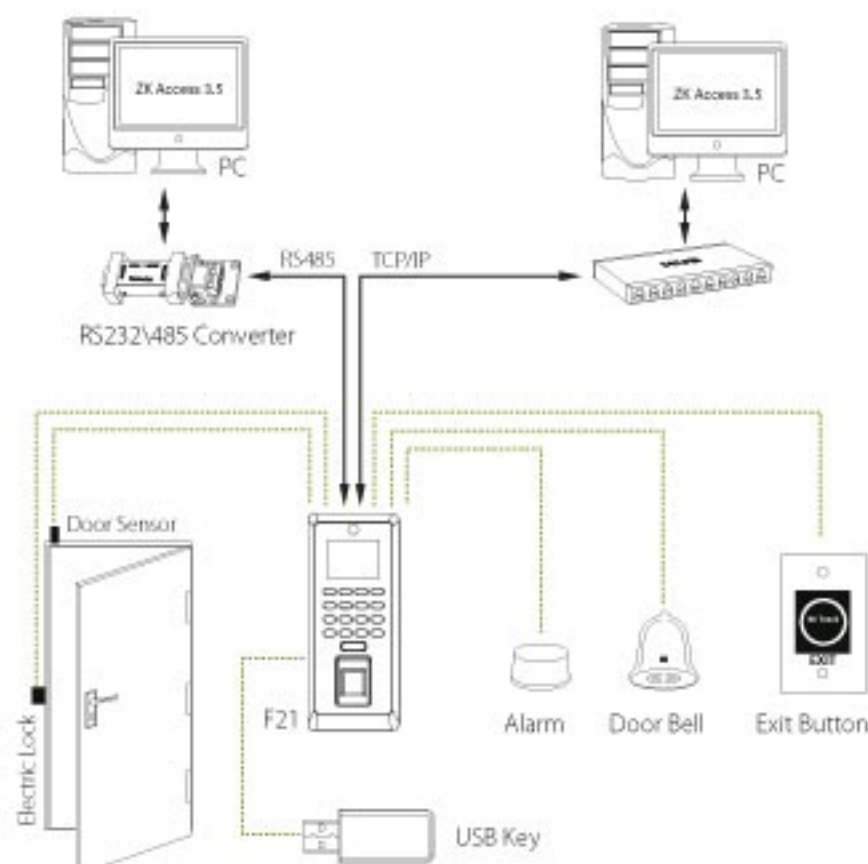 ZK Access 3.5
PC
ZK Access 3.5
PC
RS485
TCP/IP
RS232\485 Converter
Door Sensor
Electric Lock
F21
Alarm
Door Bell
EXIT
Exit Button
USB Key